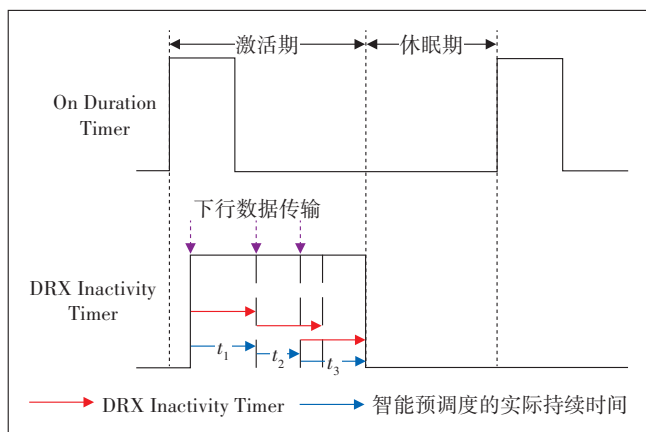 激活期 休眠期
On Duration
Timer
下行数据传输
DRX Inactivity
Timer
t1 t2 t3
DRX Inactivity Timer 智能预调度的实际持续时间